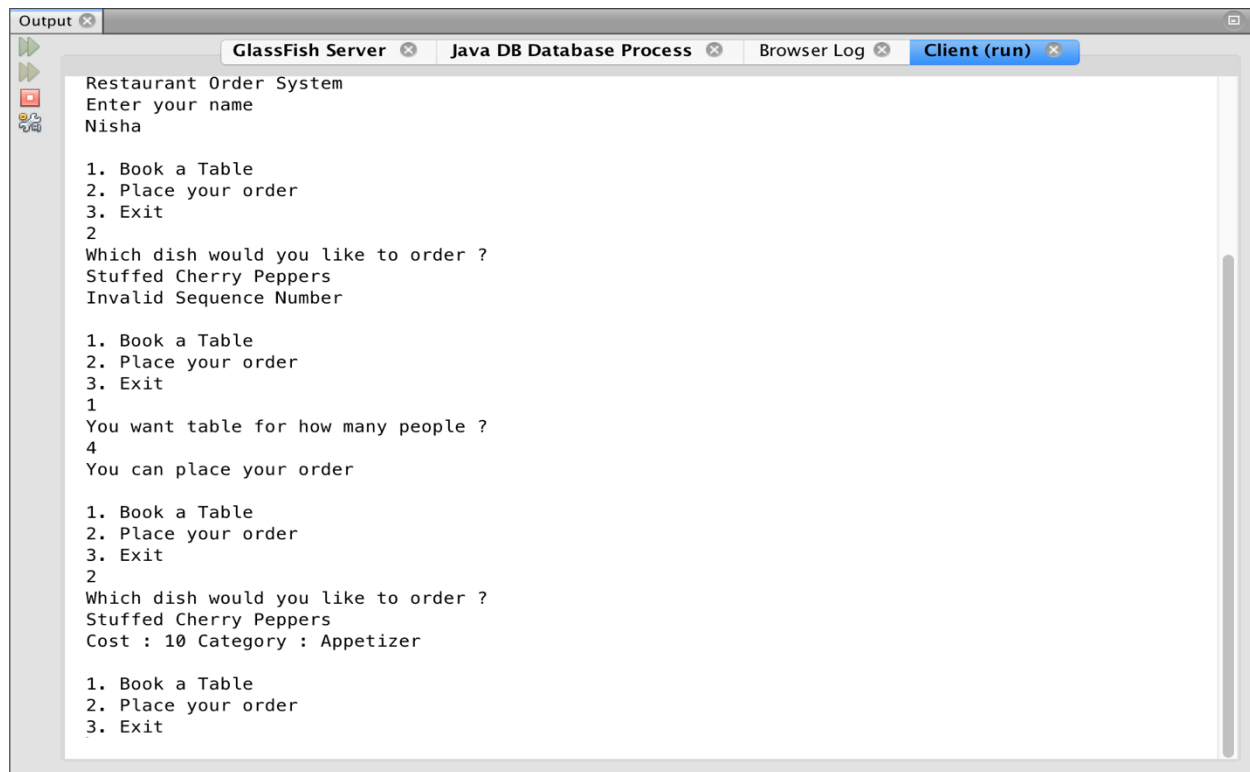 Output
GlassFish Server Java DB Database Process Browser Log Client (run)
Restaurant Order System
Enter your name
Nisha
1. Book a Table
2. Place your order
3. Exit
2
Which dish would you like to order ?
Stuffed Cherry Peppers
Invalid Sequence Number
1. Book a Table
2. Place your order
3. Exit
1
You want table for how many people ?
4
You can place your order
1. Book a Table
2. Place your order
3. Exit
2
Which dish would you like to order ?
Stuffed Cherry Peppers
Cost : 10 Category : Appetizer
1. Book a Table
2. Place your order
3. Exit